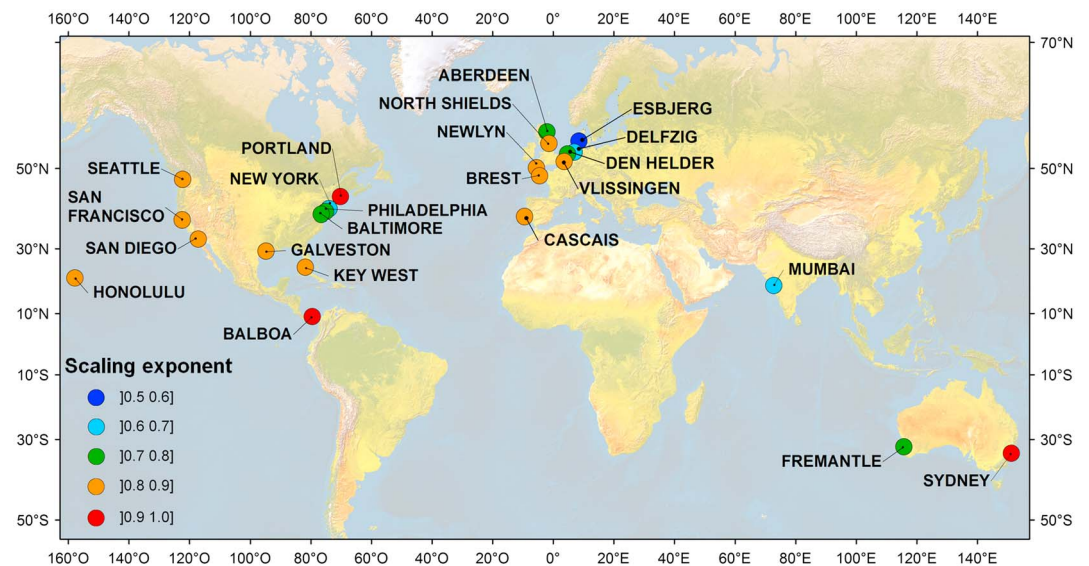 160°O 140°O 120°O 100°O 80°O 60°O 40°O 20°O 0° 20°E 40°E 60°E 80°E 100°E 120°E 140°E
70°N
ABERDEEN
NORTH SHIELDS
ESBJERG
NEWLYN
DELFZIG
PORTLAND
DEN HELDER
SEATTLE
50°N
50°N
NEW YORK
BREST
VLISSINGEN
SAN
FRANCISCO
PHILADELPHIA
BALTIMORE
CASCAIS
30°N
SAN DIEGO
GALVESTON
30°N
KEY WEST
MUMBAI
HONOLULU
10°N
10°N
BALBOA
Scaling exponent
10°S
10°S
]0.5 0.6]
]0.6 0.7]
30°S
30°S
]0.7 0.8]
FREMANTLE
SYDNEY
]0.8 0.9]
]0.9 1.0]
50°S
50°S
160°O 140°O 120°O 100°O 80°O 60°O 40°O 20°O 0° 20°E 40°E 60°E 80°E 100°E 120°E 140°E